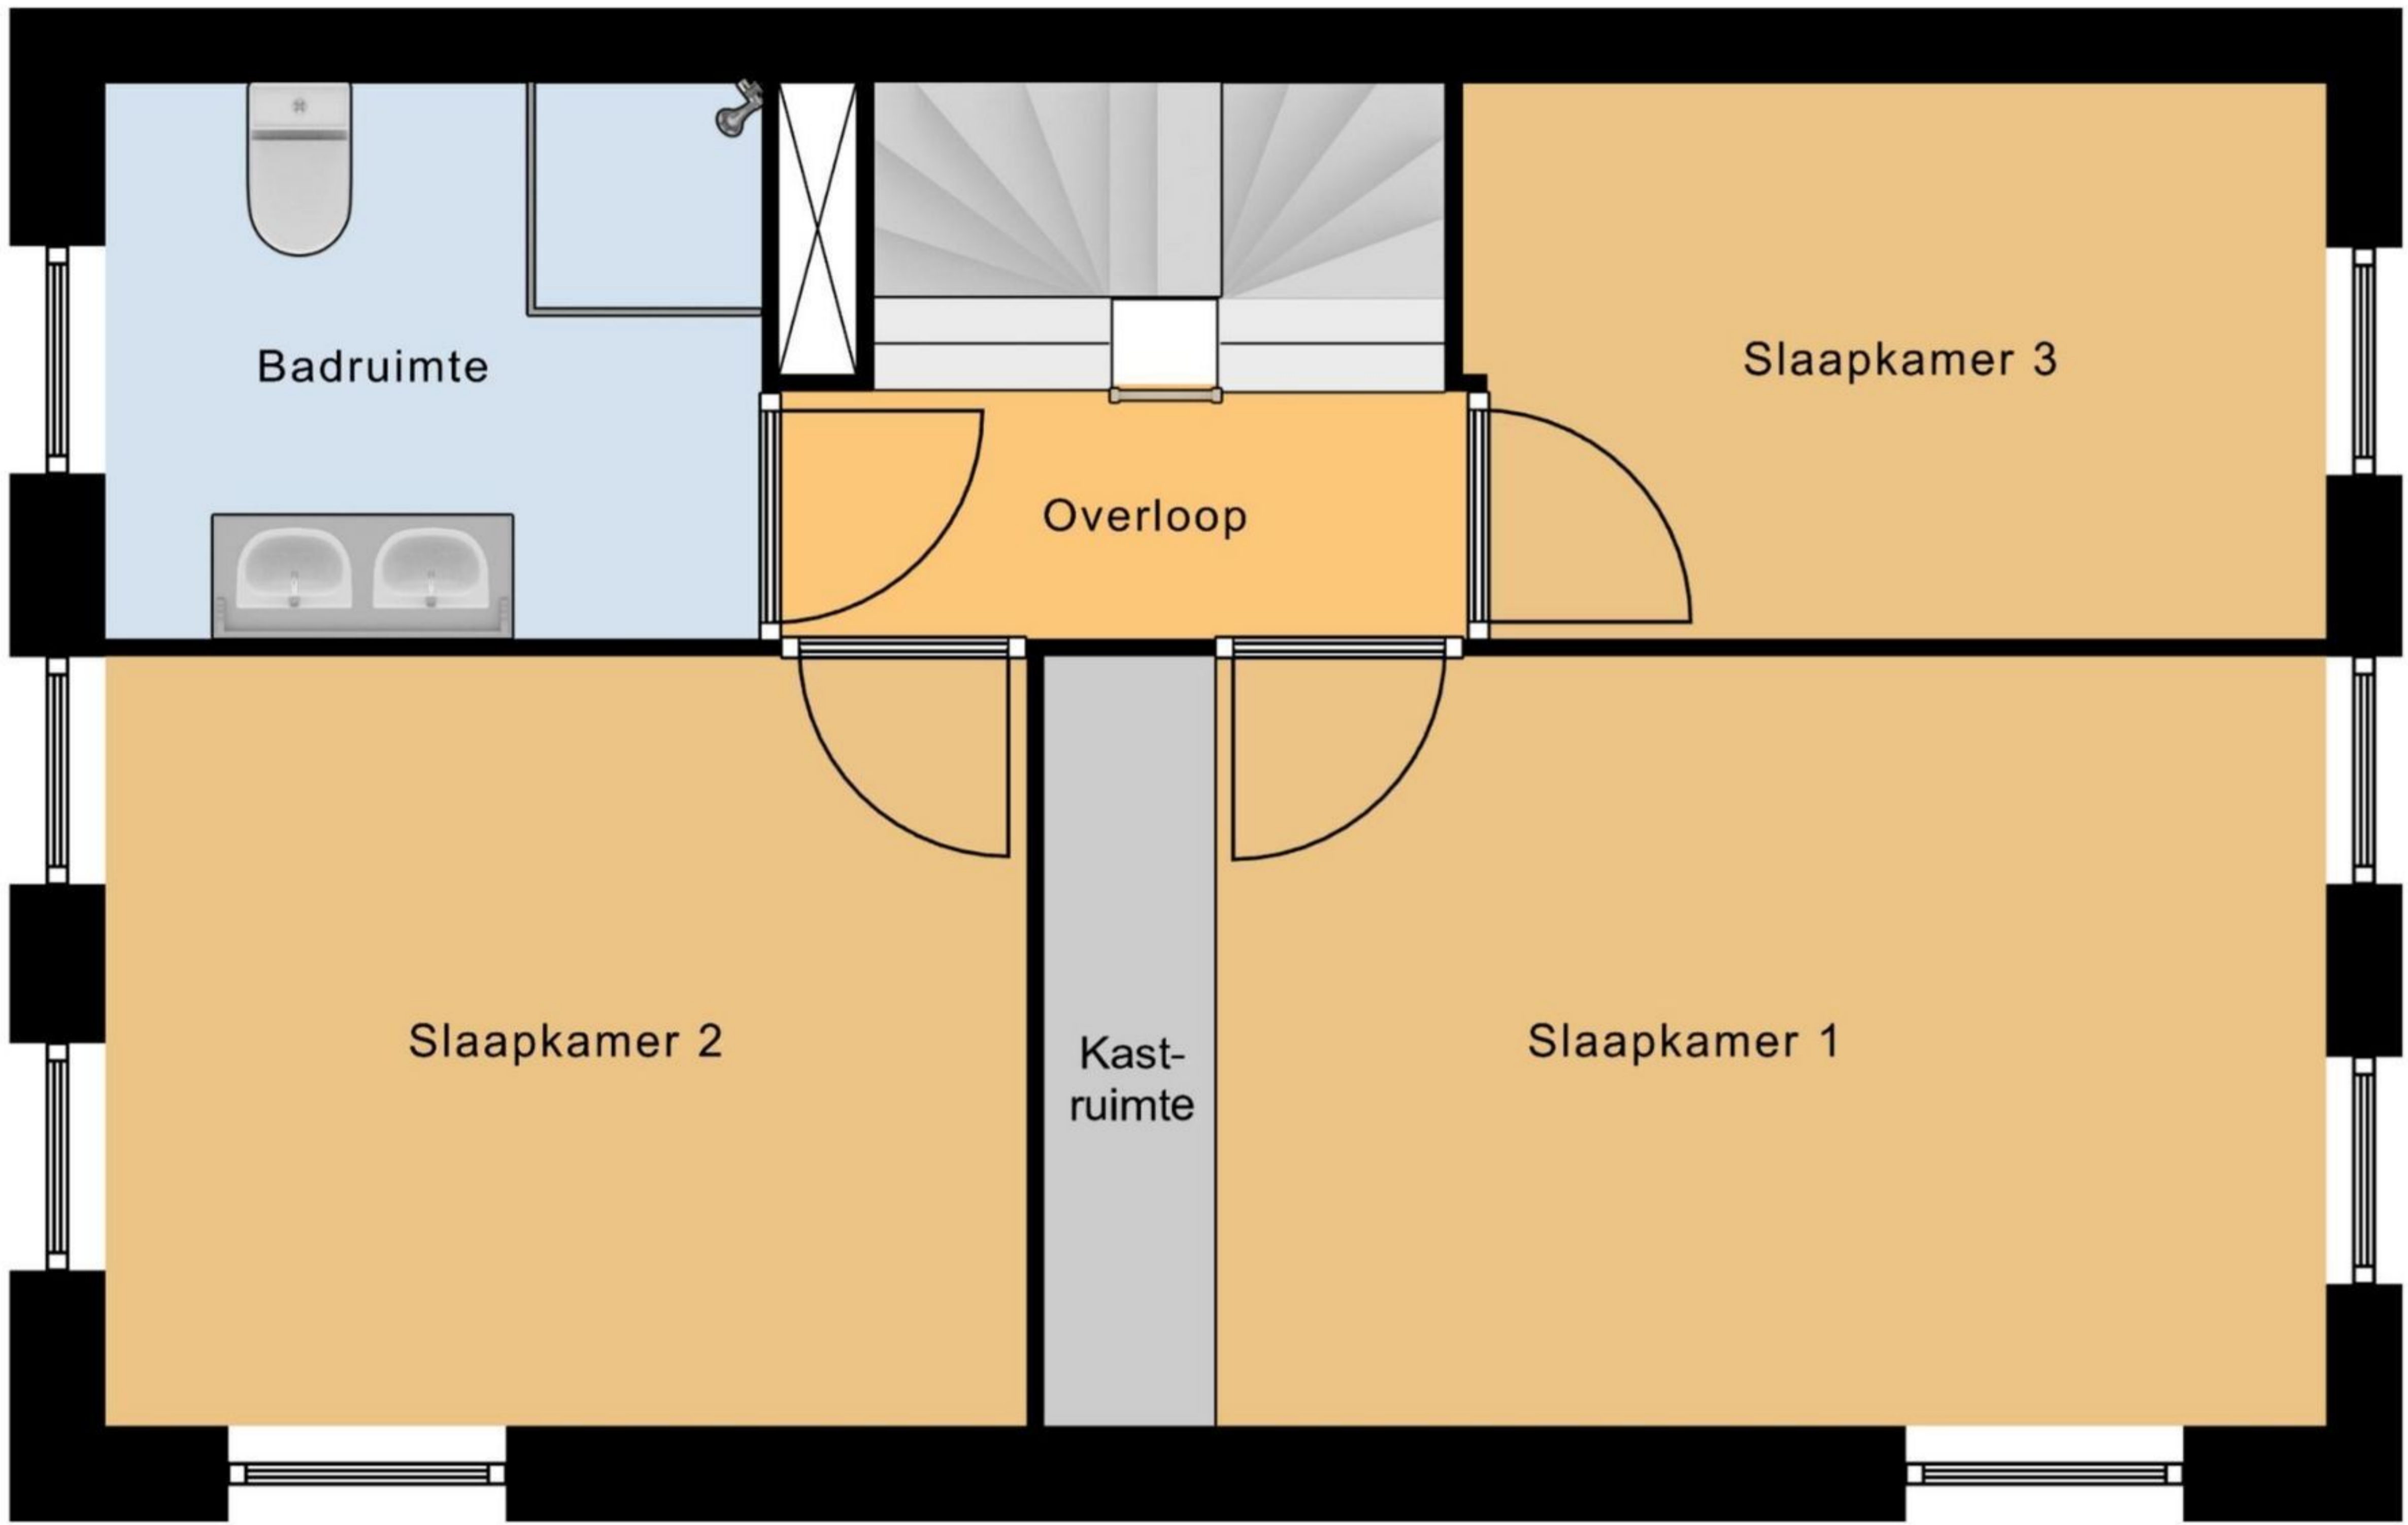 Badruimte
Slaapkamer 3
Overloop
Slaapkamer 2
Kast-
ruimte
Slaapkamer 1